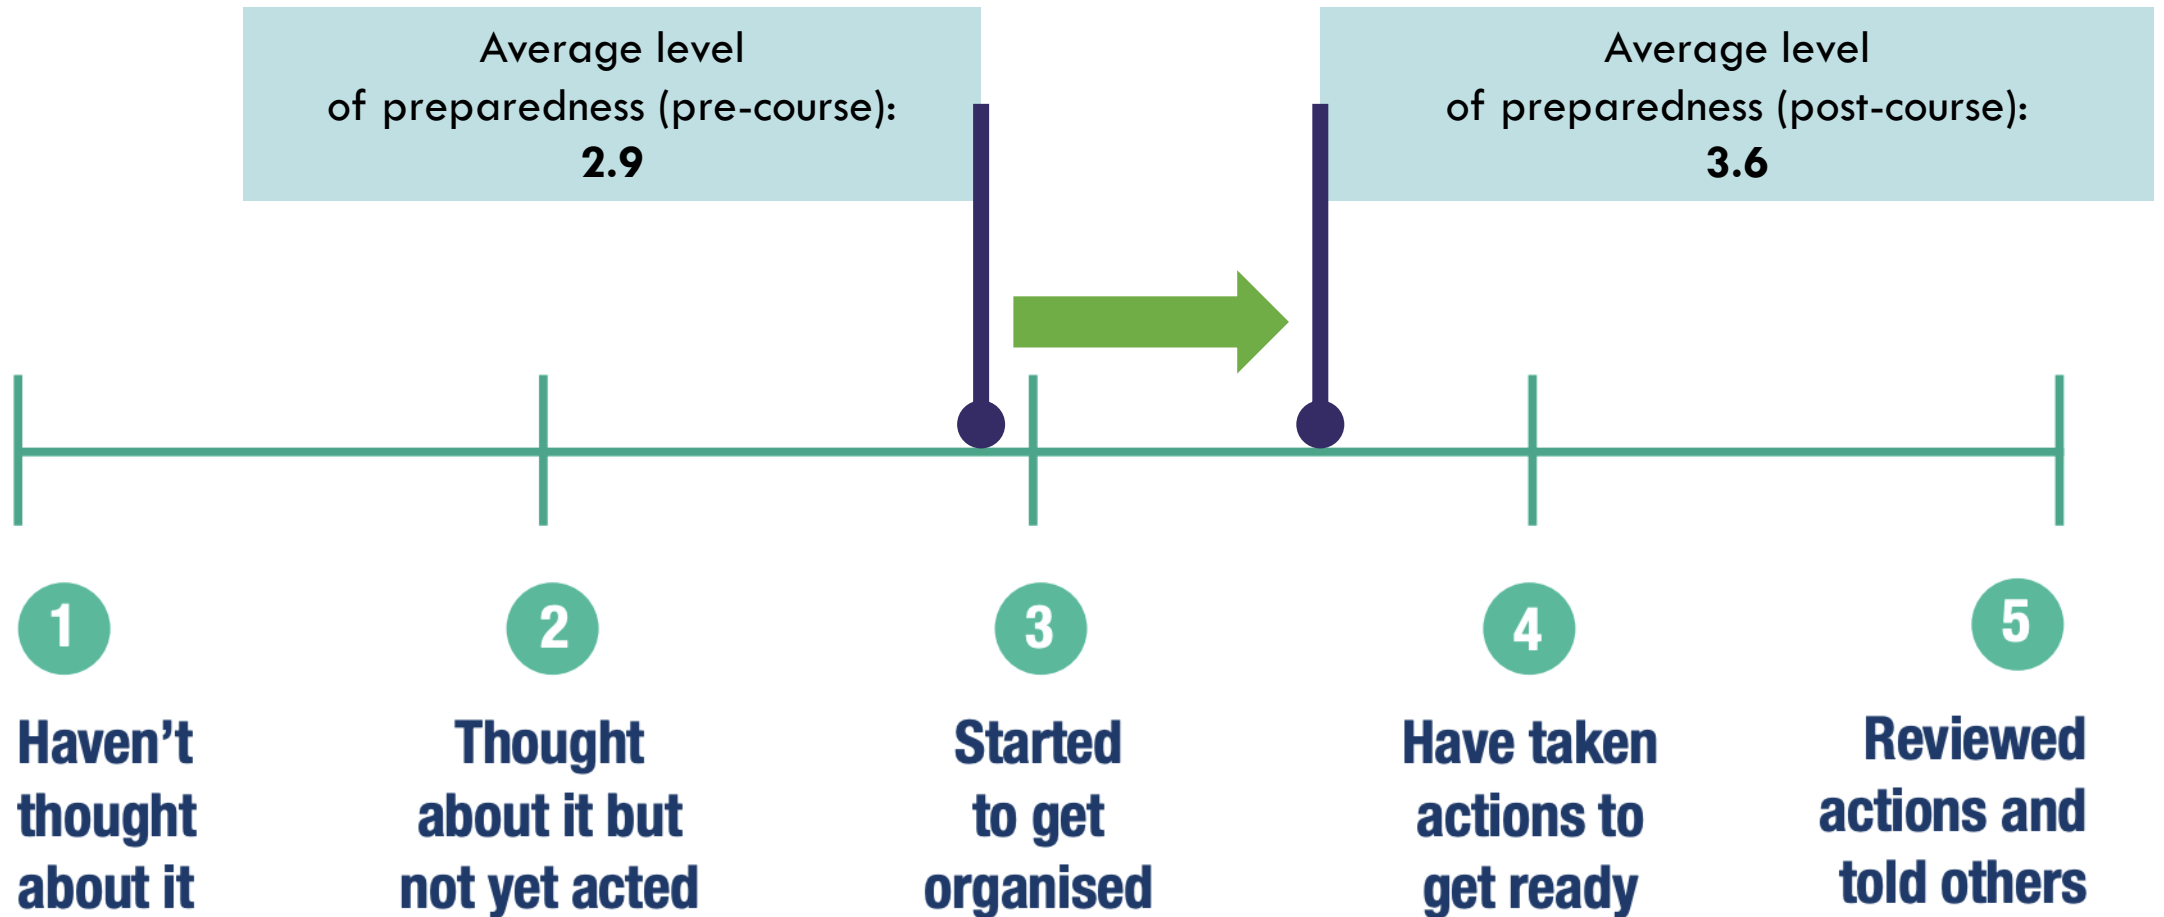 Average level
of preparedness (pre-course):
2.9
Average level
of preparedness (post-course):
3.6
1
Haven't
thought
about it
2
Thought
about it but
not yet acted
3
Started
to get
organised
4
Have taken
actions to
get ready
5
Reviewed
actions and
told others